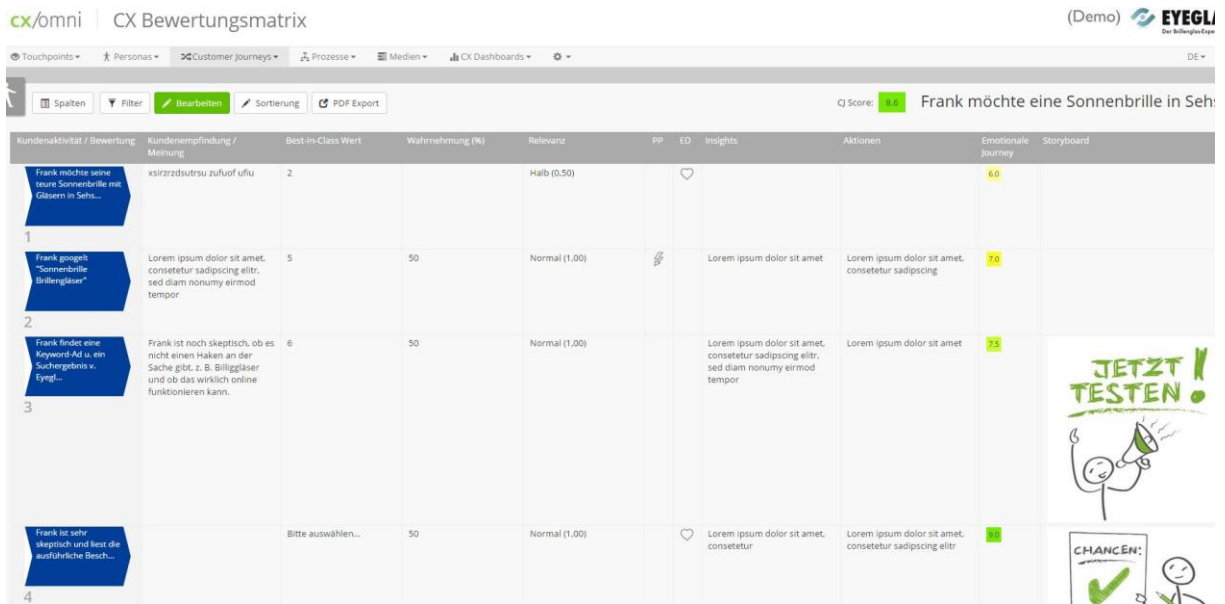 cx/omni CX Bewertungsmatrix
(Demo) EYEGLA
Der Brillenglas-Exper
Touchpoints Personas Customer Journeys Prozesse Medien CX Dashboards DE
Spalten Filter Bearbeiten Sortierung PDF Export CJ Score: 8.6 Frank möchte eine Sonnenbrille in Sehs
Kundenaktivität / Bewertung Kundenempfindung / Meinung Best-In-Class Wert Wahrnehmung (%) Relevanz PP ED Insights Aktionen Emotionale Journey Storyboard
Frank möchte seine
teure Sonnenbrille mit
Gläsern in Sehs...
xsirzrzdsutrsu zufuof ufiu
2
Halb (0,50)
6.0
1
Frank googelt
"Sonnenbrille
Brillengläser"
Lorem ipsum dolor sit amet,
consetetur sadipscing elitr,
sed diam nonumy eirmod
tempor
5
50
Normal (1,00)
Lorem ipsum dolor sit amet
Lorem ipsum dolor sit amet,
consetetur sadipscing
7.0
2
Frank findet eine
Keyword-Ad u. ein
Suchergebnis v.
Eyegl...
Frank ist noch skeptisch, ob es
nicht einen Haken an der
Sache gibt, z. B. Billiggläser
und ob das wirklich online
funktionieren kann.
6
50
Normal (1,00)
Lorem ipsum dolor sit amet,
consetetur sadipscing elitr,
sed diam nonumy eirmod
tempor
Lorem ipsum dolor sit amet
7.5
JETZT
TESTEN!
3
Frank ist sehr
skeptisch und liest die
ausführliche Besch...
Bitte auswählen...
50
Normal (1,00)
Lorem ipsum dolor sit amet,
consetetur
Lorem ipsum dolor sit amet,
consetetur sadipscing elitr
9.0
CHANCEN:
4